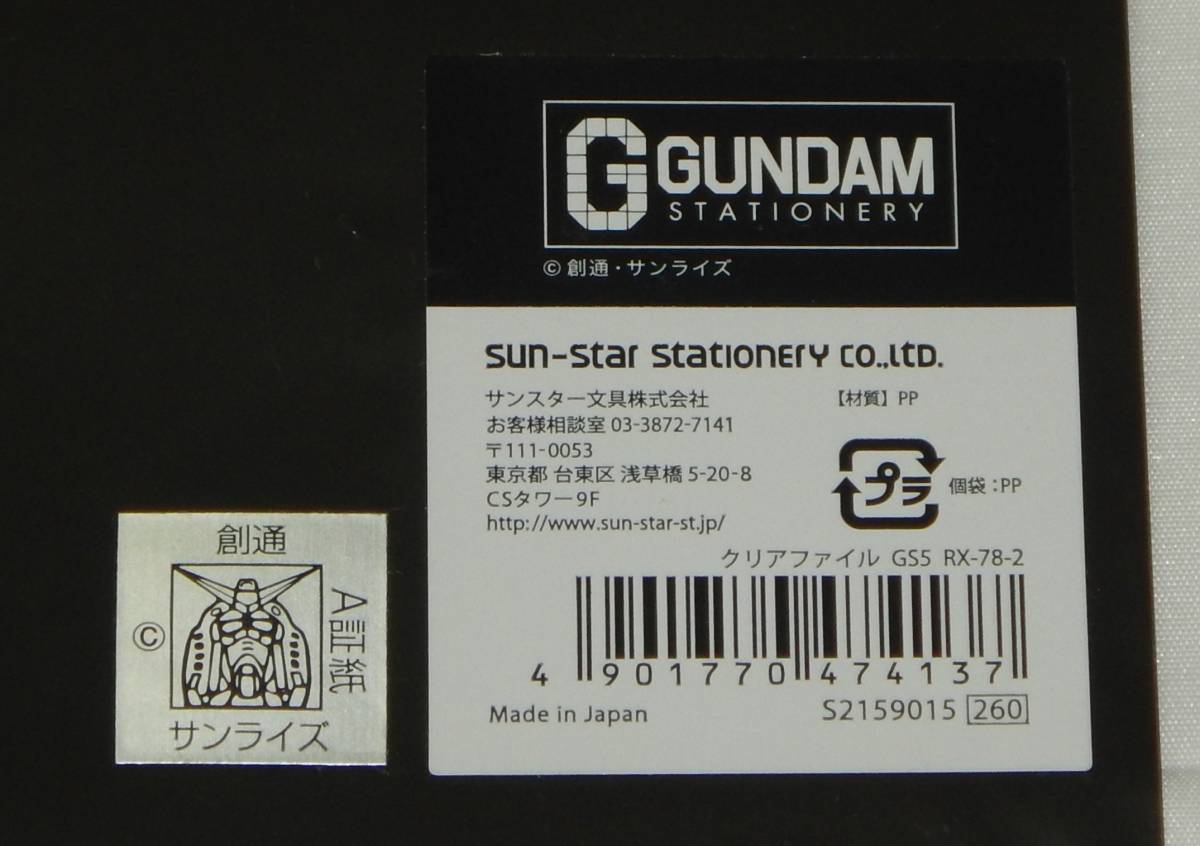 G GUNDAM
STATIONERY
© 創通・サンライズ
sun-star stationery co.,ltd.
サンスター文具株式会社
お客様相談室 03-3872-7141
〒111-0053
東京都 台東区 浅草橋 5-20-8
CSタワー9F
http://www.sun-star-st.jp/
【材質】PP
プラ 個袋：PP
クリアファイル GS5 RX-78-2
4 901770 474137
Made in Japan
S2159015 260
創通
©
A証紙
サンライズ